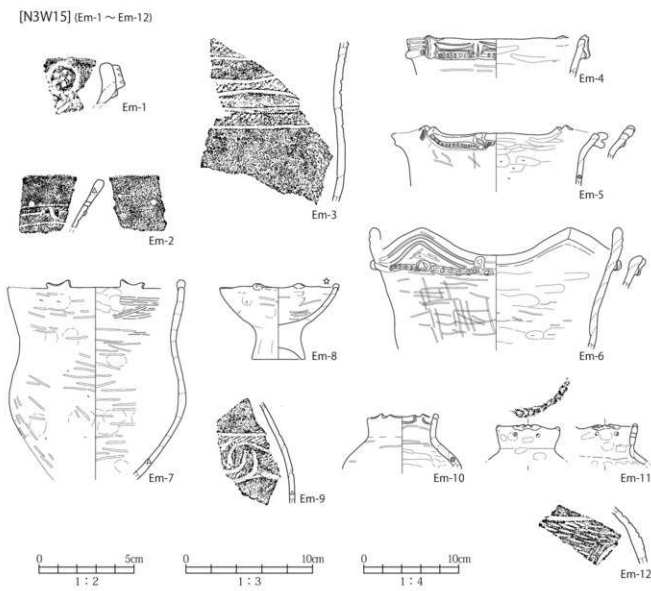 [N3W15] (Em-1 ～ Em-12)
Em-1
Em-2
Em-3
Em-4
Em-5
Em-6
Em-7
Em-8
Em-9
Em-10
Em-11
Em-12
0 5cm
1:2
0 10cm
1:3
0 10cm
1:4